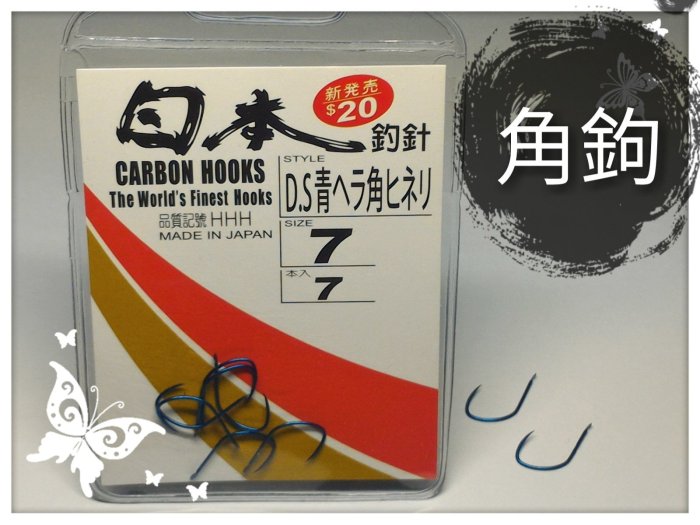 新発売
$20
日本釣針
CARBON HOOKS
The World's Finest Hooks
品質記號 HHH
MADE IN JAPAN
STYLE
D.S青ヘラ角ヒネリ
SIZE
7
本入
7
角鉤